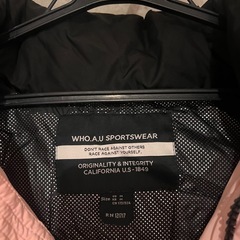 WHO.A.U SPORTSWEAR
DON'T RACE AGAINST OTHERS
RACE AGAINST YOURSELF.
ORIGINALITY & INTEGRITY
CALIFORNIA U.S - 1849